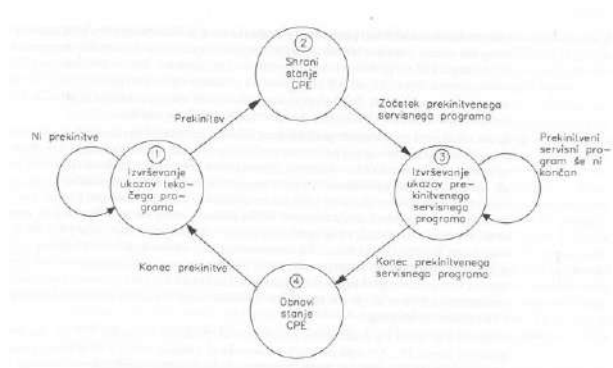 2
Shrani
stanje
CPE
Prekinitev
Začetek prekinitvenega
servisnega programa
Ni prekinitve
1
Izvrševanje
ukazov teko-
čega pro-
grama
3
Izvrševanje
ukazov pre-
kinitvenega
servisnega
programa
Prekinitveni
servisni pro-
gram še ni
končan
Konec prekinitve
Konec prekinitvenega
servisnega programa
4
Obnovi
stanje
CPE